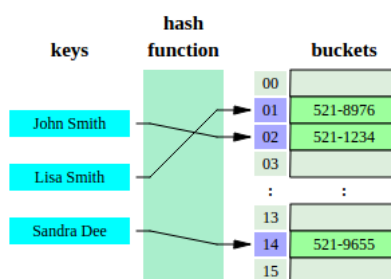 hash
keys function buckets
00
John Smith 01 521-8976
02 521-1234
Lisa Smith 03
: :
13
Sandra Dee 14 521-9655
15